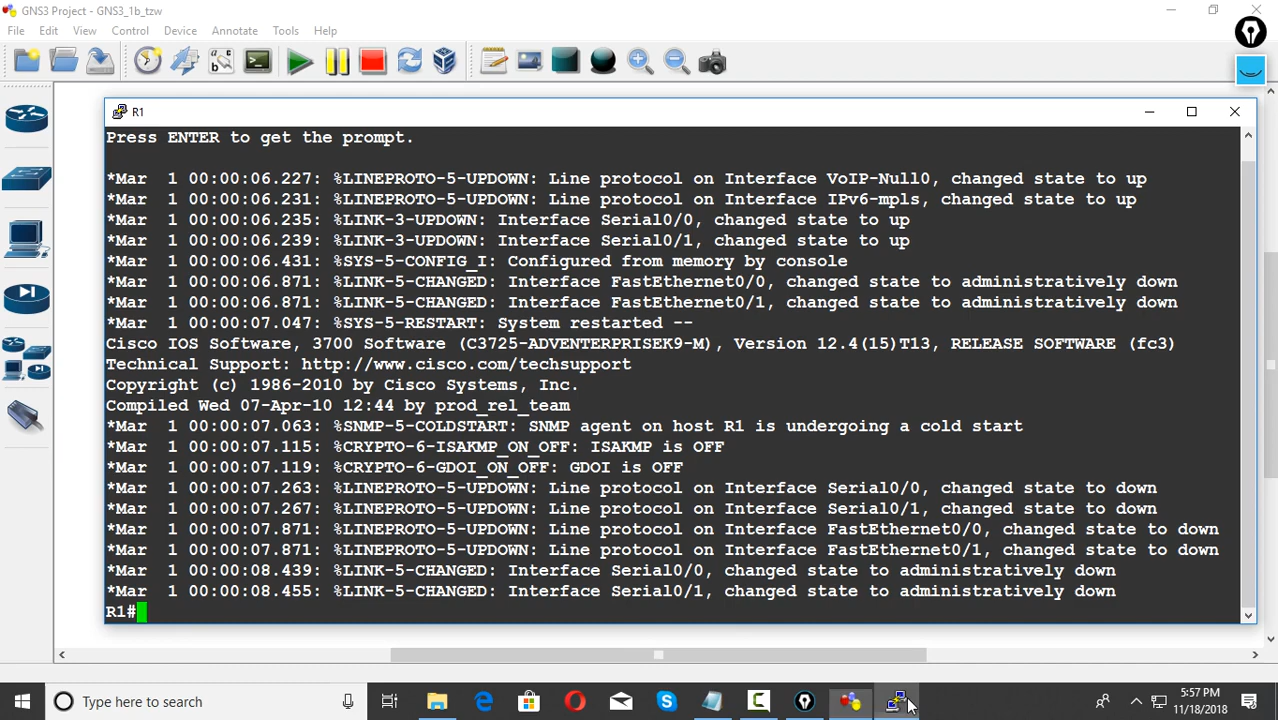 GNS3 Project - GNS3_1b_tzw
File Edit View Control Device Annotate Tools Help
R1
Press ENTER to get the prompt.
*Mar  1 00:00:06.227: %LINEPROTO-5-UPDOWN: Line protocol on Interface VoIP-Null0, changed state to up
*Mar  1 00:00:06.231: %LINEPROTO-5-UPDOWN: Line protocol on Interface IPv6-mpls, changed state to up
*Mar  1 00:00:06.235: %LINK-3-UPDOWN: Interface Serial0/0, changed state to up
*Mar  1 00:00:06.239: %LINK-3-UPDOWN: Interface Serial0/1, changed state to up
*Mar  1 00:00:06.431: %SYS-5-CONFIG_I: Configured from memory by console
*Mar  1 00:00:06.871: %LINK-5-CHANGED: Interface FastEthernet0/0, changed state to administratively down
*Mar  1 00:00:06.871: %LINK-5-CHANGED: Interface FastEthernet0/1, changed state to administratively down
*Mar  1 00:00:07.047: %SYS-5-RESTART: System restarted --
Cisco IOS Software, 3700 Software (C3725-ADVENTERPRISEK9-M), Version 12.4(15)T13, RELEASE SOFTWARE (fc3)
Technical Support: http://www.cisco.com/techsupport
Copyright (c) 1986-2010 by Cisco Systems, Inc.
Compiled Wed 07-Apr-10 12:44 by prod_rel_team
*Mar  1 00:00:07.063: %SNMP-5-COLDSTART: SNMP agent on host R1 is undergoing a cold start
*Mar  1 00:00:07.115: %CRYPTO-6-ISAKMP_ON_OFF: ISAKMP is OFF
*Mar  1 00:00:07.119: %CRYPTO-6-GDOI_ON_OFF: GDOI is OFF
*Mar  1 00:00:07.263: %LINEPROTO-5-UPDOWN: Line protocol on Interface Serial0/0, changed state to down
*Mar  1 00:00:07.267: %LINEPROTO-5-UPDOWN: Line protocol on Interface Serial0/1, changed state to down
*Mar  1 00:00:07.871: %LINEPROTO-5-UPDOWN: Line protocol on Interface FastEthernet0/0, changed state to down
*Mar  1 00:00:07.871: %LINEPROTO-5-UPDOWN: Line protocol on Interface FastEthernet0/1, changed state to down
*Mar  1 00:00:08.439: %LINK-5-CHANGED: Interface Serial0/0, changed state to administratively down
*Mar  1 00:00:08.455: %LINK-5-CHANGED: Interface Serial0/1, changed state to administratively down
R1#
Type here to search
5:57 PM
11/18/2018